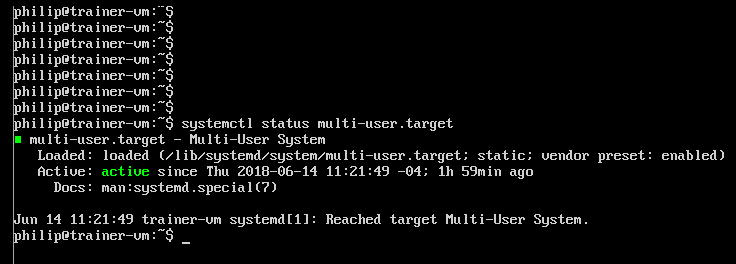 philip@trainer-vm:~$
philip@trainer-vm:~$
philip@trainer-vm:~$
philip@trainer-vm:~$
philip@trainer-vm:~$
philip@trainer-vm:~$
philip@trainer-vm:~$
philip@trainer-vm:~$ systemctl status multi-user.target
■ multi-user.target - Multi-User System
   Loaded: loaded (/lib/systemd/system/multi-user.target; static; vendor preset: enabled)
   Active: active since Thu 2018-06-14 11:21:49 -04; 1h 59min ago
     Docs: man:systemd.special(7)

Jun 14 11:21:49 trainer-vm systemd[1]: Reached target Multi-User System.
philip@trainer-vm:~$ _